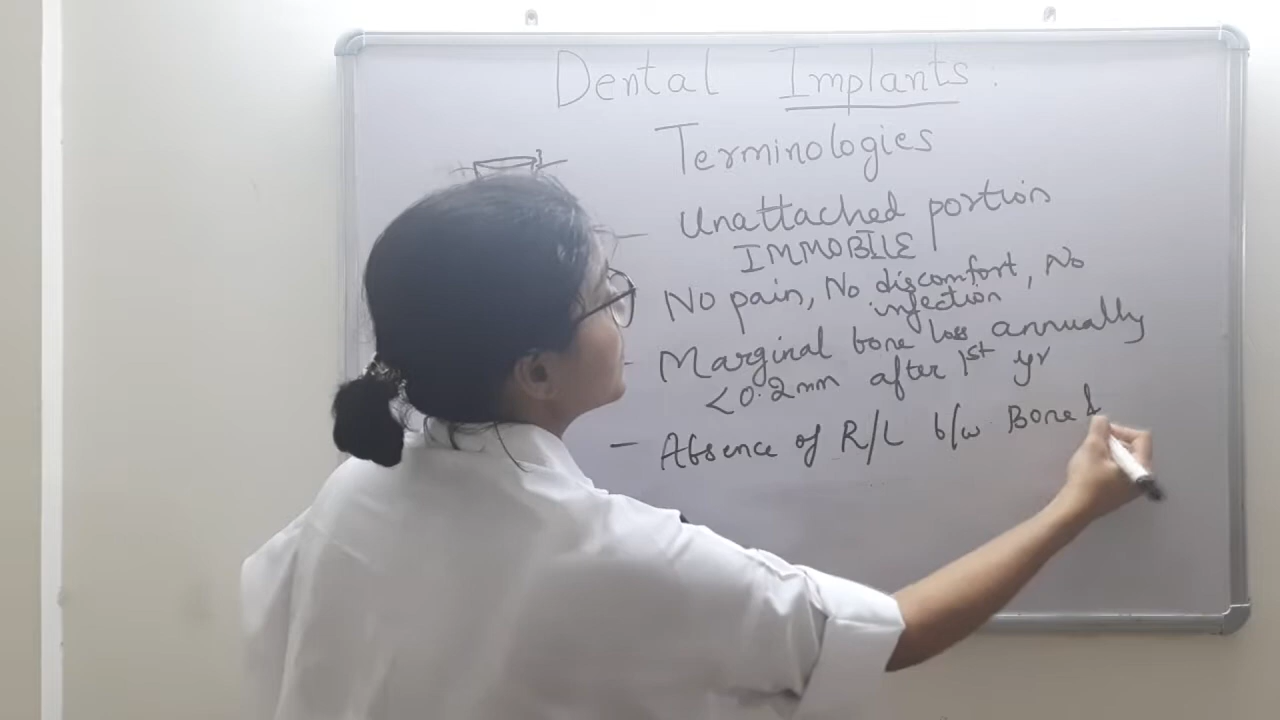 Dental Implants.
Terminologies
Unattached portion
IMMOBILE
No pain, No discomfort, No
infection
Marginal bone loss annually
<0.2mm after 1st yr
- Absence of R/L b/w Bone &